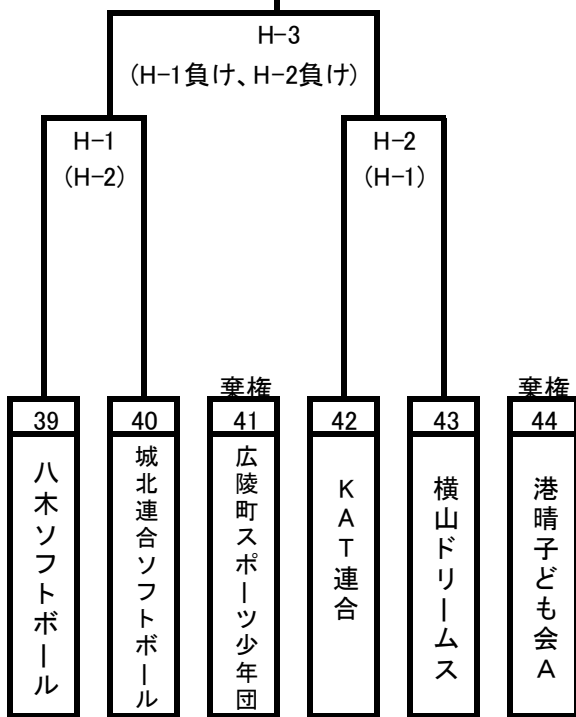 H-3
(H-1負け、H-2負け)
H-1
(H-2)
H-2
(H-1)
棄権
棄権
39
40
41
42
43
44
八木ソフトボール
城北連合ソフトボール
広陵町スポーツ少年団
KAT連合
横山ドリームス
港晴子ども会A